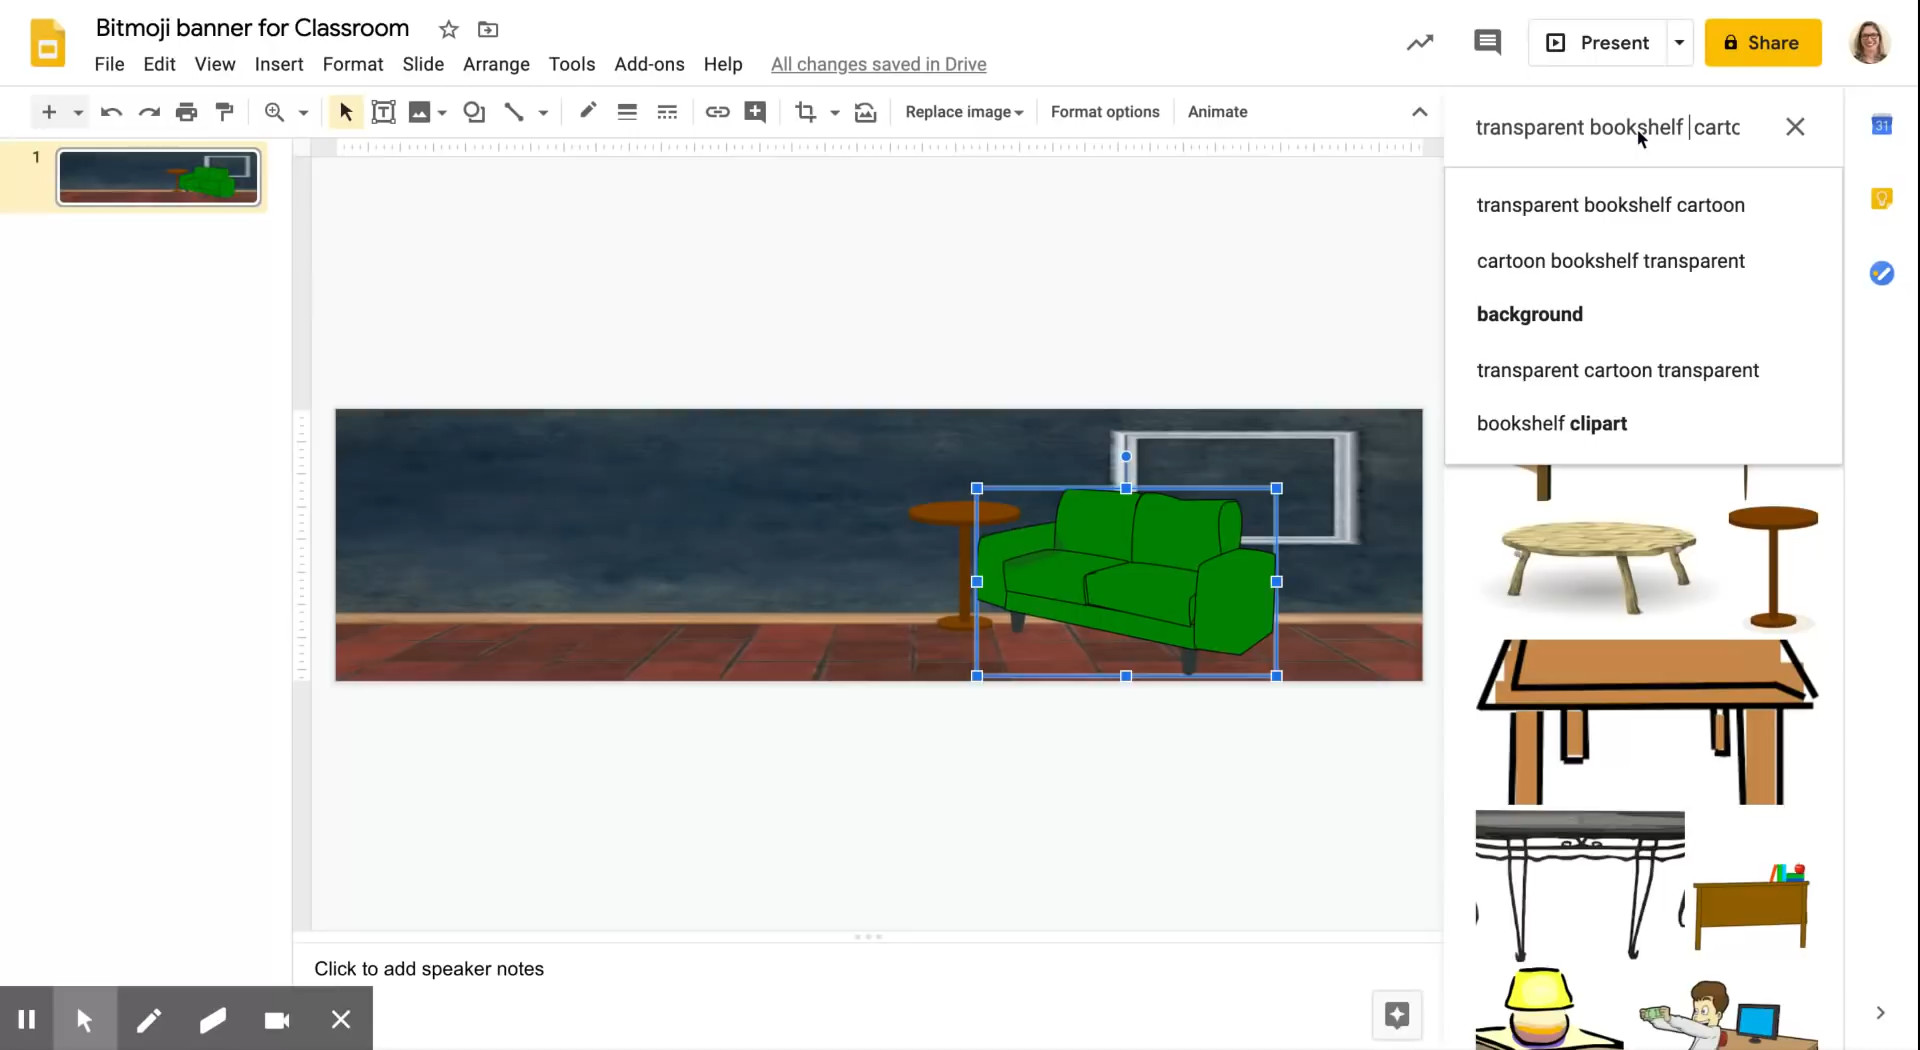 Bitmoji banner for Classroom
File Edit View Insert Format Slide Arrange Tools Add-ons Help All changes saved in Drive
Present
Share
Replace image Format options Animate
transparent bookshelf carto
31
1
transparent bookshelf cartoon
cartoon bookshelf transparent
background
transparent cartoon transparent
bookshelf clipart
Click to add speaker notes